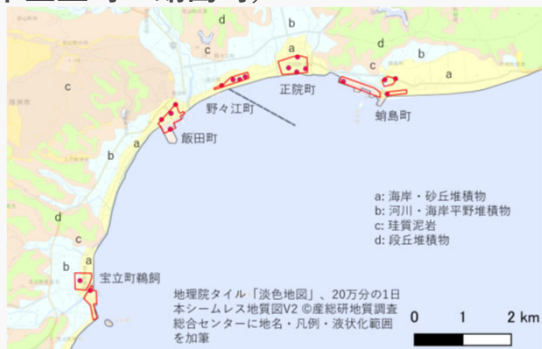 d
b
d
b
c
a
正院町
c
a
c
野々江町
蛸島町
b
a
飯田町
a: 海岸・砂丘堆積物
b: 河川・海岸平野堆積物
c: 珪質泥岩
d: 段丘堆積物
d
c
a
b
宝立町鵜飼
地理院タイル「淡色地図」、20万分の1日
本シームレス地質図V2 ©産総研地質調査
総合センターに地名・凡例・液状化範囲
を加筆
0 1 2 km